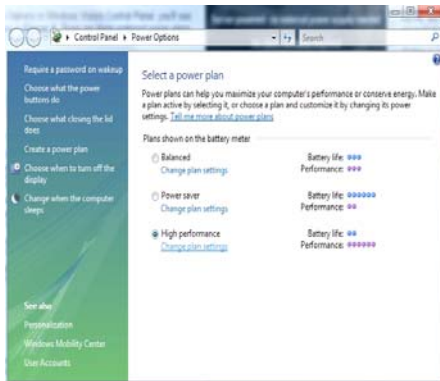 Control Panel ▸ Power Options
Search
Require a password on wakeup
Choose what the power
buttons do
Choose what closing the lid
does
Create a power plan
Choose when to turn off the
display
Change when the computer
sleeps
See also
Personalization
Windows Mobility Center
User Accounts
Select a power plan
Power plans can help you maximize your computer's performance or conserve energy. Make
a plan active by selecting it, or choose a plan and customize it by changing its power
settings. Tell me more about power plans
Plans shown on the battery meter
Balanced
Battery life:
Change plan settings
Performance:
Power saver
Battery life:
Change plan settings
Performance:
High performance
Battery life:
Change plan settings
Performance: